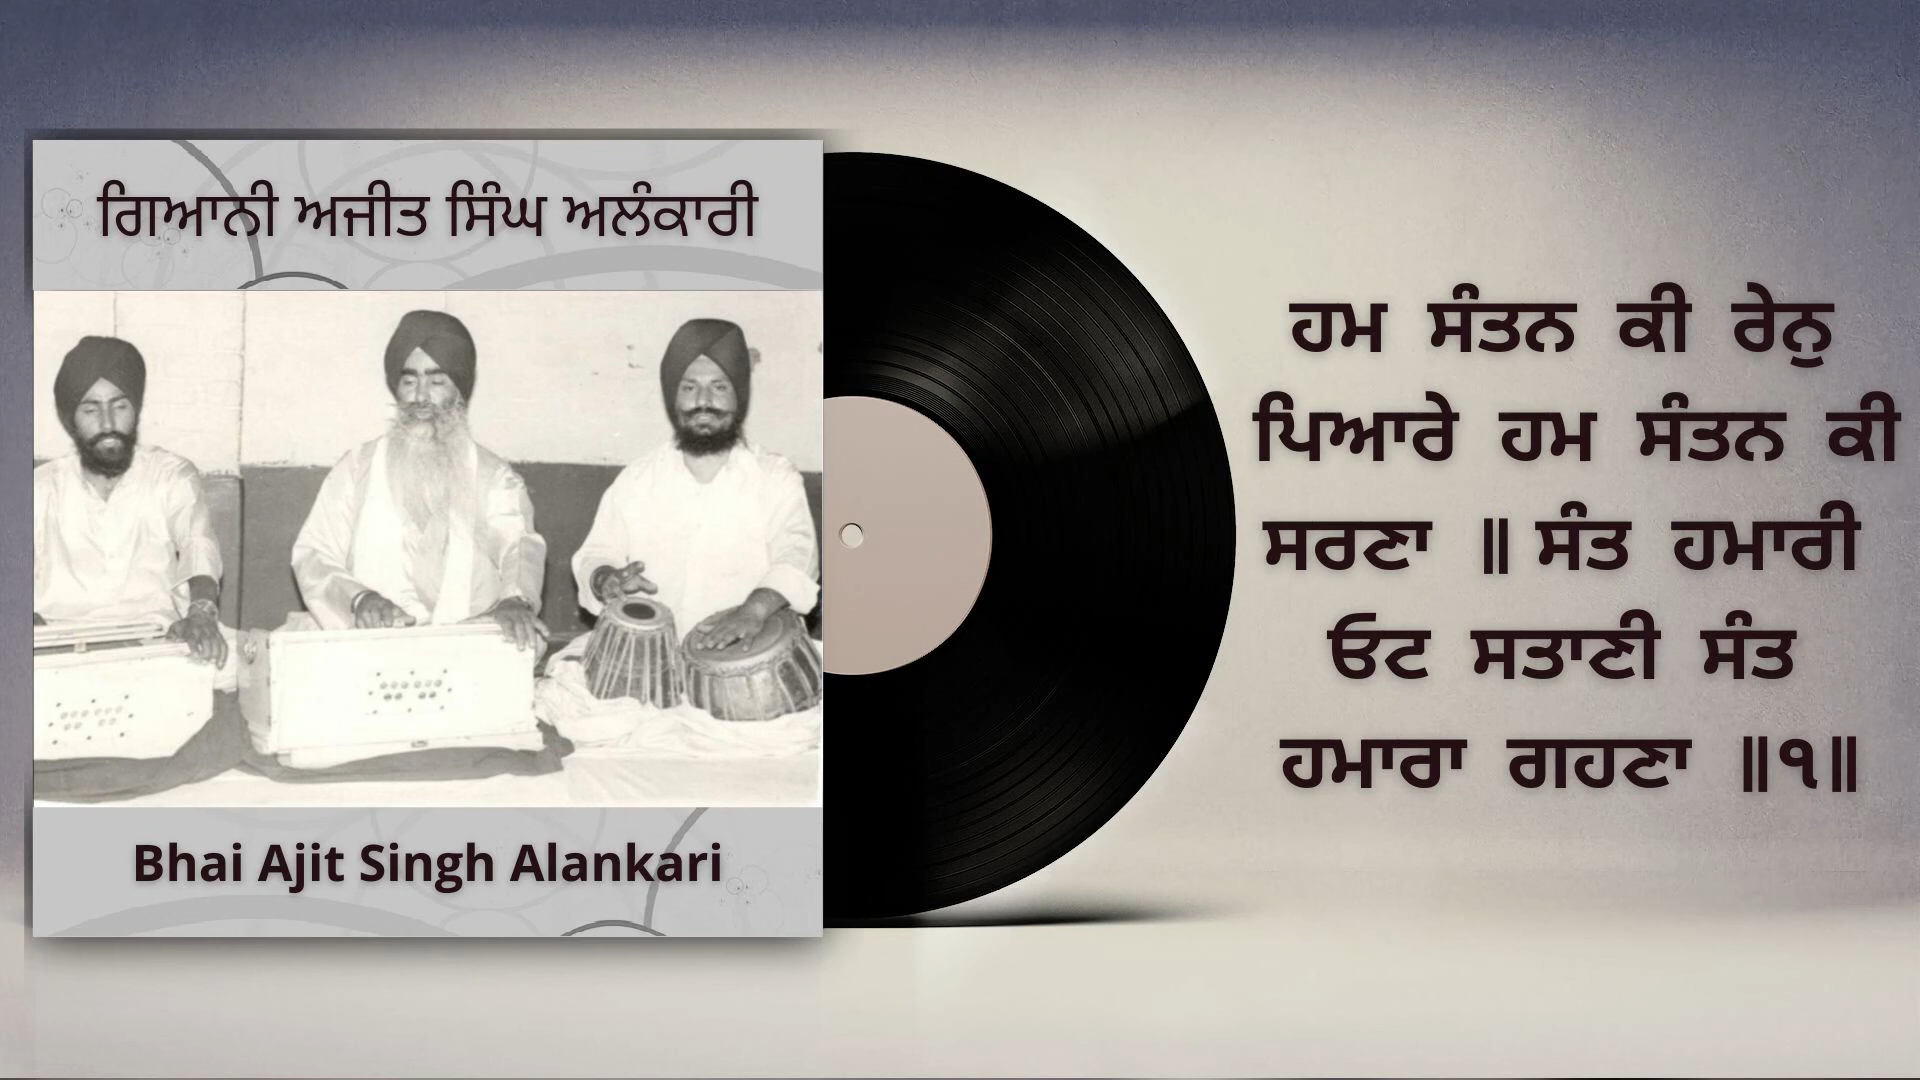 ਗਿਆਨੀ ਅਜੀਤ ਸਿੰਘ ਅਲੰਕਾਰੀ
Bhai Ajit Singh Alankari
ਹਮ ਸੰਤਨ ਕੀ ਰੇਨੁ
ਪਿਆਰੇ ਹਮ ਸੰਤਨ ਕੀ
ਸਰਣਾ ॥ ਸੰਤ ਹਮਾਰੀ
ਓਟ ਸਤਾਣੀ ਸੰਤ
ਹਮਾਰਾ ਗਹਣਾ ॥੧॥